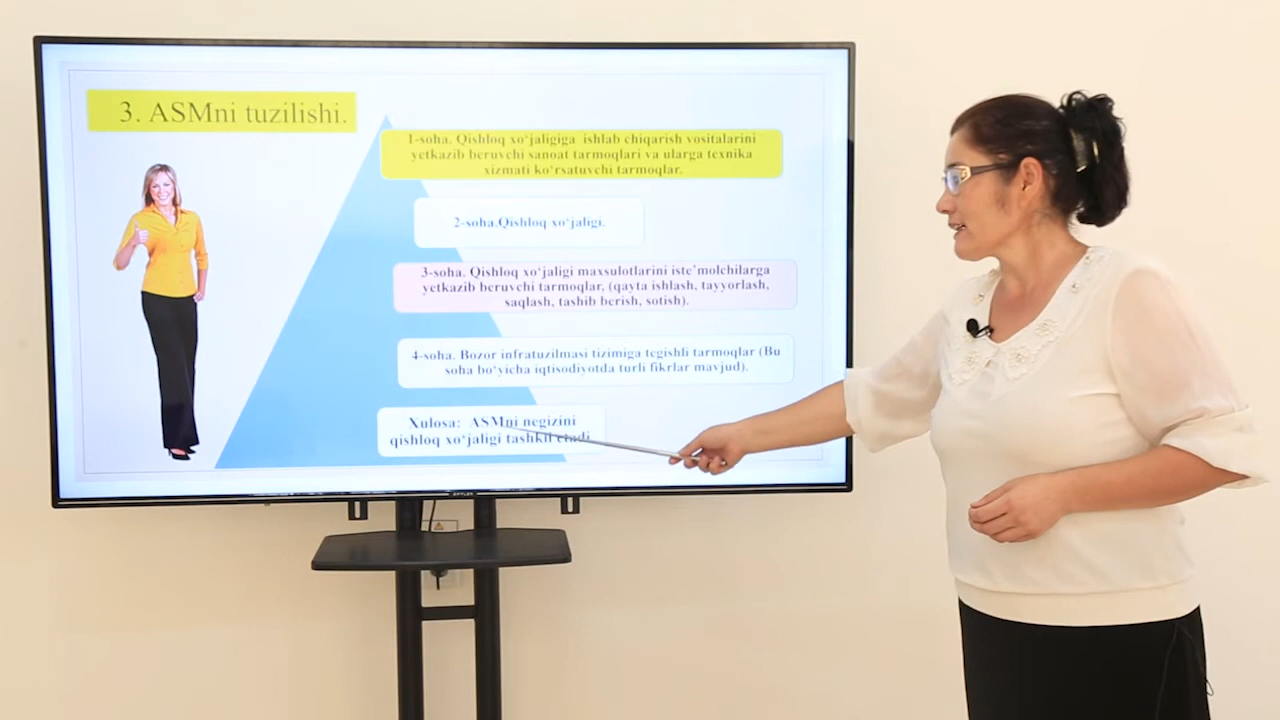 3. ASMni tuzilishi.
1-soha. Qishloq xo‘jaligiga ishlab chiqarish vositalarini
yetkazib beruvchi sanoat tarmoqlari va ularga texnika
xizmati ko‘rsatuvchi tarmoqlar.
2-soha.Qishloq xo‘jaligi.
3-soha. Qishloq xo‘jaligi maxsulotlarini iste’molchilarga
yetkazib beruvchi tarmoqlar, (qayta ishlash, tayyorlash,
saqlash, tashib berish, sotish).
4-soha. Bozor infratuzilmasi tizimiga tegishli tarmoqlar (Bu
soha bo‘yicha iqtisodiyotda turli fikrlar mavjud).
Xulosa: ASMni negizini
qishloq xo‘jaligi tashkil etadi